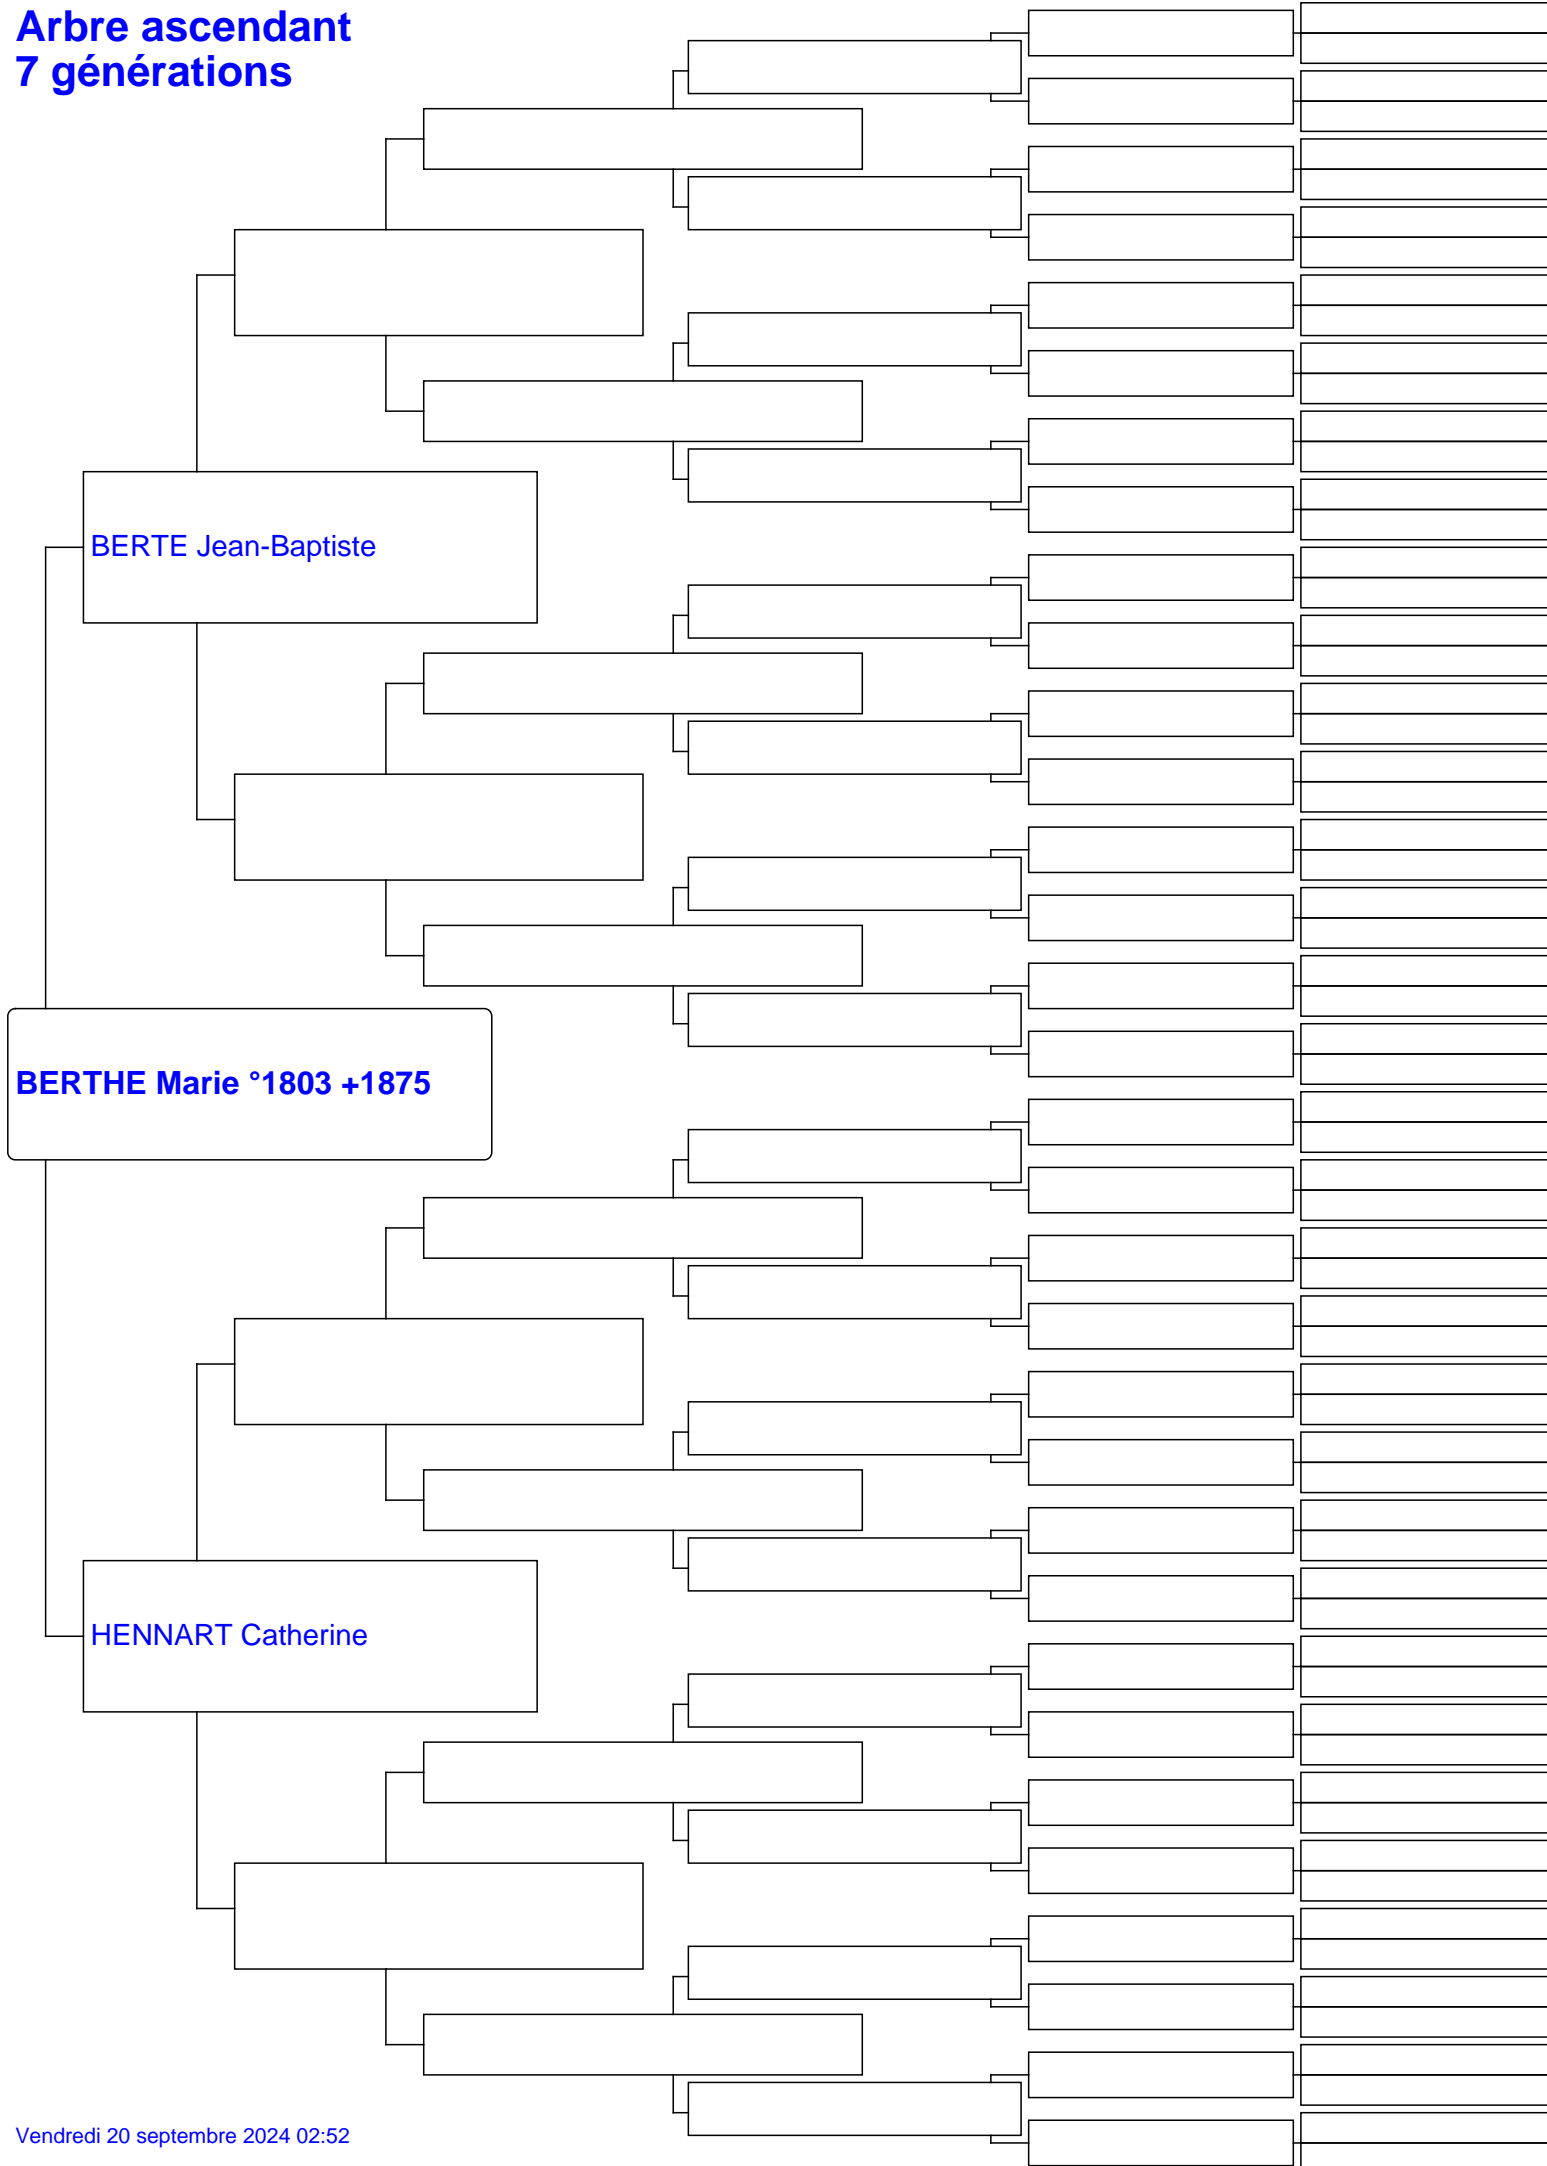 Arbre ascendant
7 générations
BERTE Jean-Baptiste
BERTHE Marie °1803 +1875
HENNART Catherine
Vendredi 20 septembre 2024 02:52